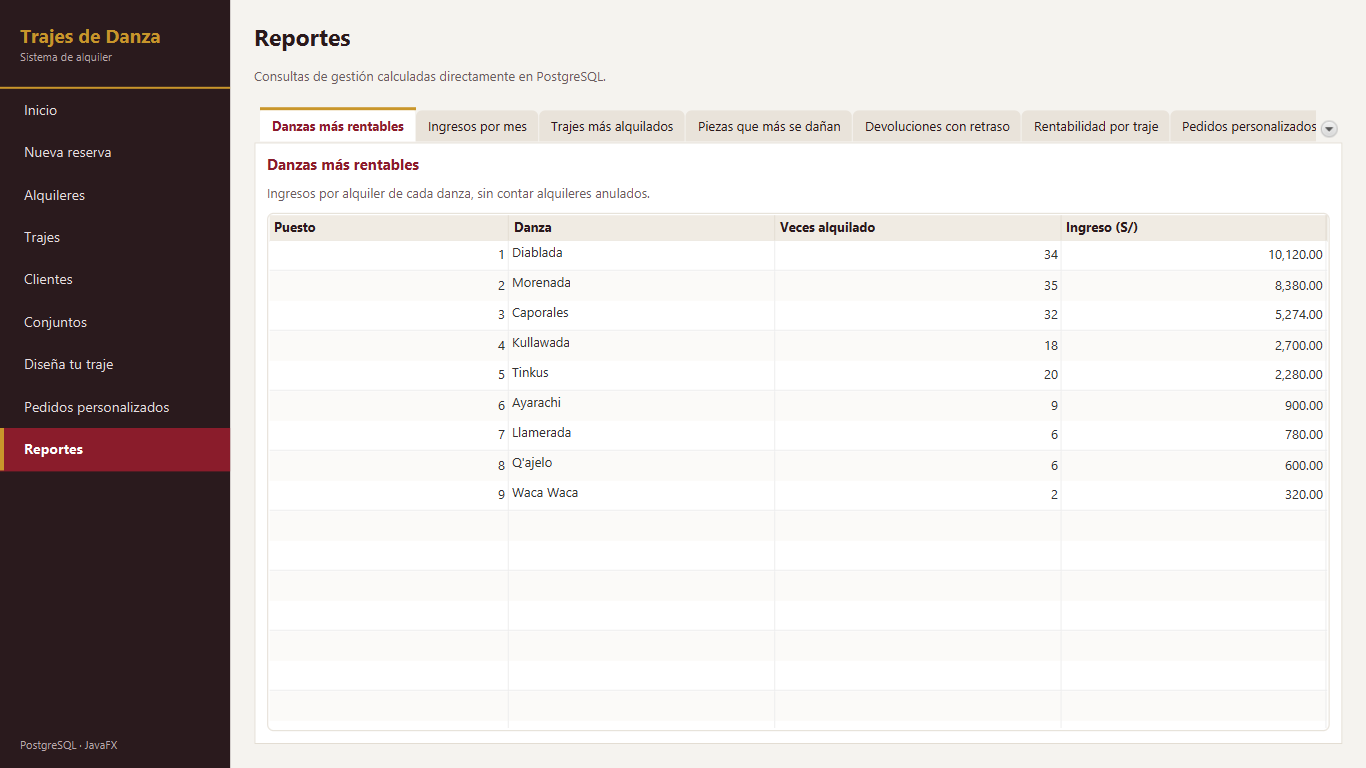 Trajes de Danza
Sistema de alquiler
Inicio
Nueva reserva
Alquileres
Trajes
Clientes
Conjuntos
Diseña tu traje
Pedidos personalizados
Reportes
PostgreSQL · JavaFX
Reportes
Consultas de gestión calculadas directamente en PostgreSQL.
Danzas más rentables Ingresos por mes Trajes más alquilados Piezas que más se dañan Devoluciones con retraso Rentabilidad por traje Pedidos personalizados
Danzas más rentables
Ingresos por alquiler de cada danza, sin contar alquileres anulados.
Puesto Danza Veces alquilado Ingreso (S/)
1 Diablada 34 10,120.00
2 Morenada 35 8,380.00
3 Caporales 32 5,274.00
4 Kullawada 18 2,700.00
5 Tinkus 20 2,280.00
6 Ayarachi 9 900.00
7 Llamerada 6 780.00
8 Q'ajelo 6 600.00
9 Waca Waca 2 320.00